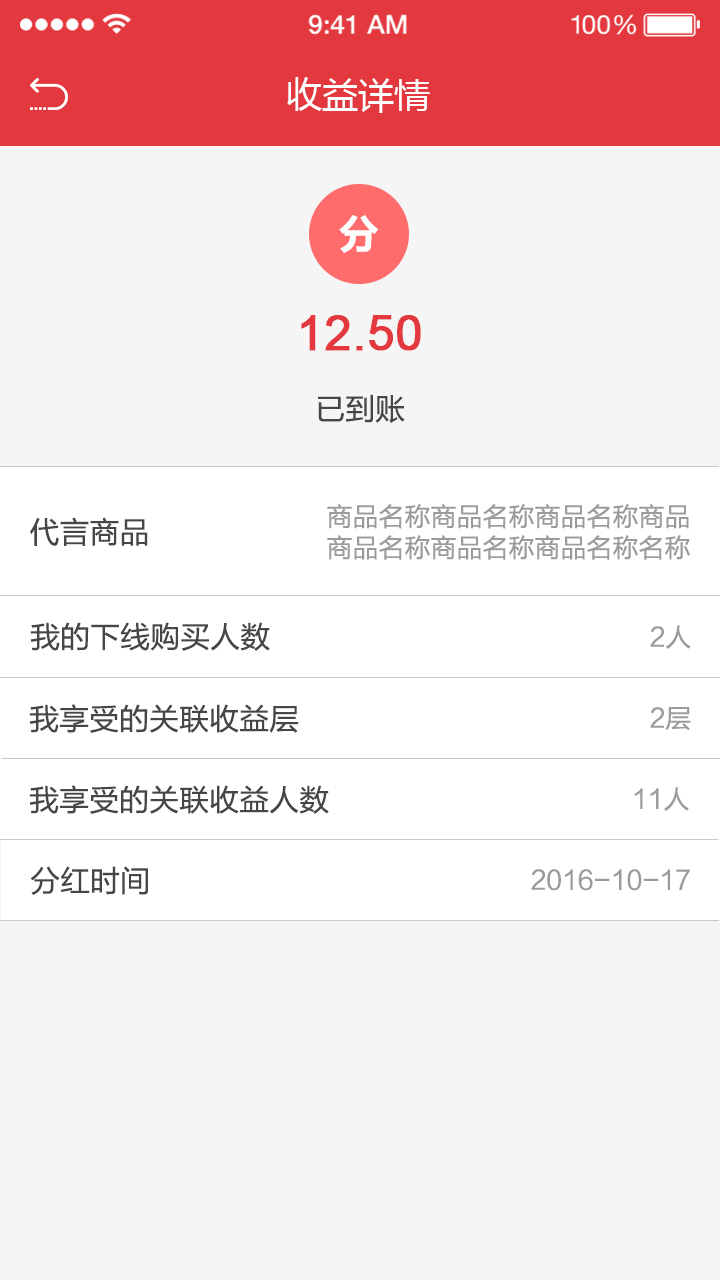 9:41 AM 100%
收益详情
分
12.50
已到账
代言商品
商品名称商品名称商品名称商品
商品名称商品名称商品名称名称
我的下线购买人数 2人
我享受的关联收益层 2层
我享受的关联收益人数 11人
分红时间 2016-10-17